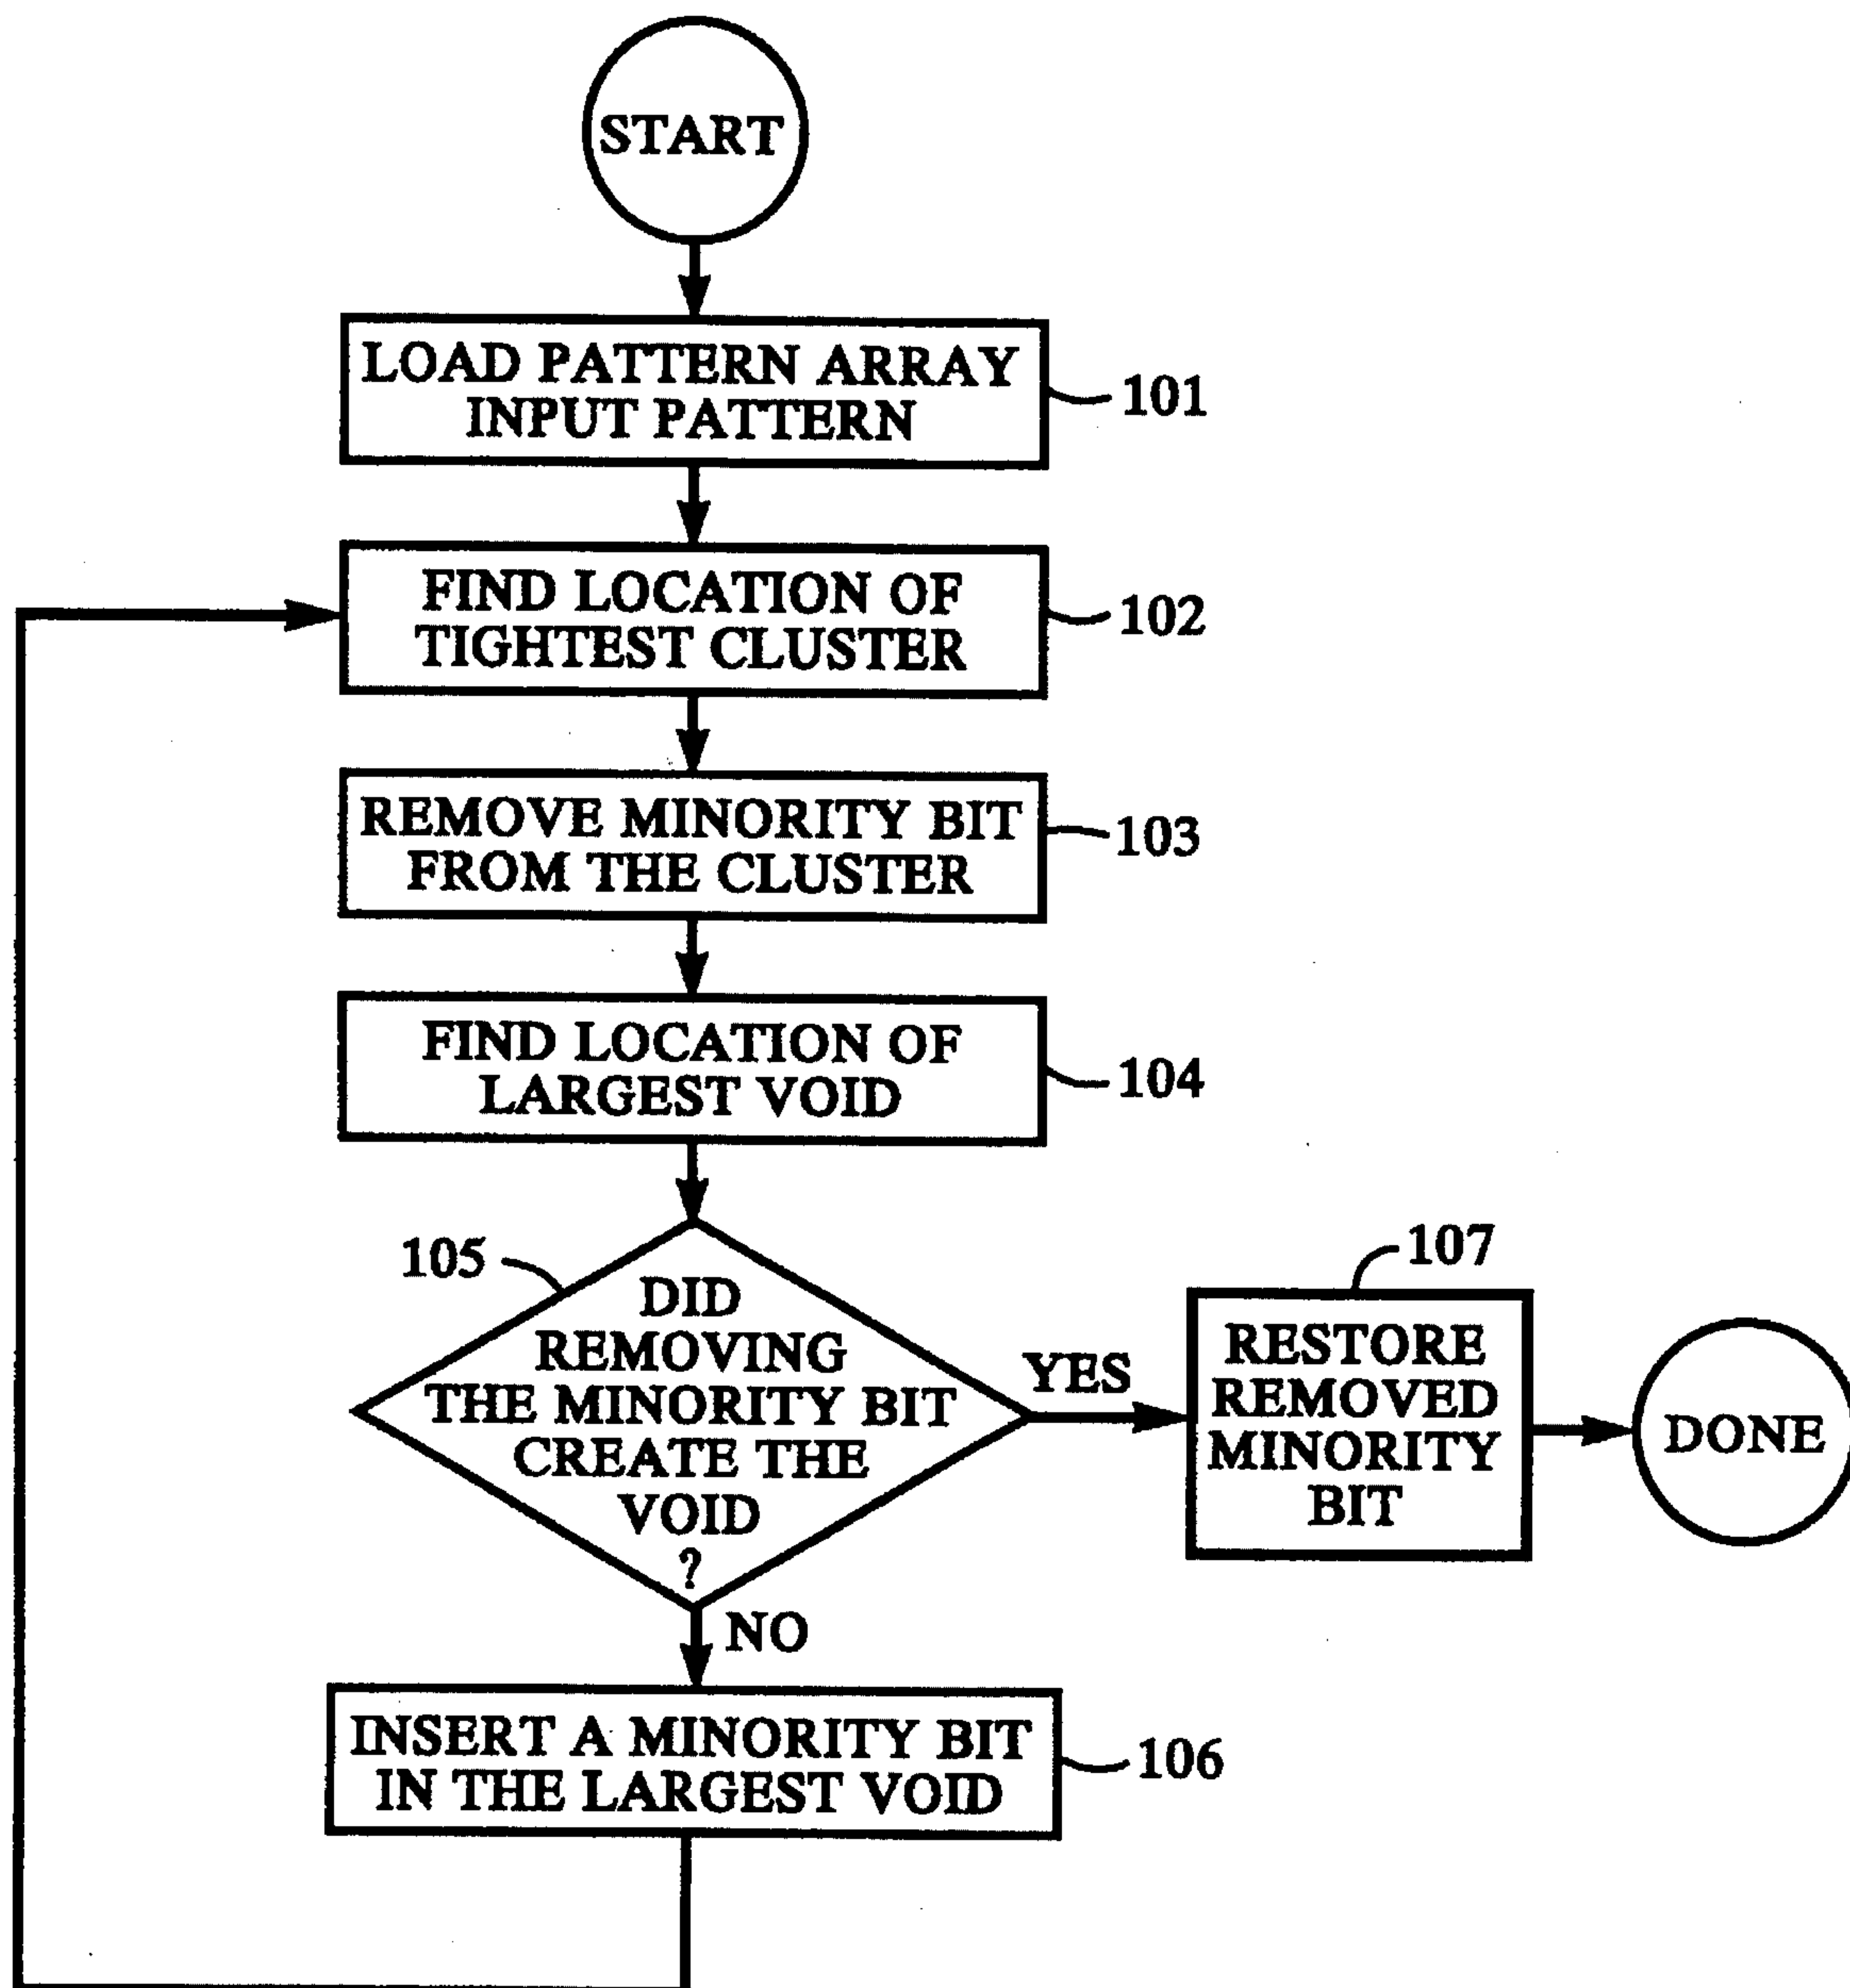 START
LOAD PATTERN ARRAY
INPUT PATTERN
101
FIND LOCATION OF
TIGHTEST CLUSTER
102
REMOVE MINORITY BIT
FROM THE CLUSTER
103
FIND LOCATION OF
LARGEST VOID
104
105
DID
REMOVING
THE MINORITY BIT
CREATE THE
VOID
?
YES
107
RESTORE
REMOVED
MINORITY
BIT
DONE
NO
INSERT A MINORITY BIT
IN THE LARGEST VOID
106